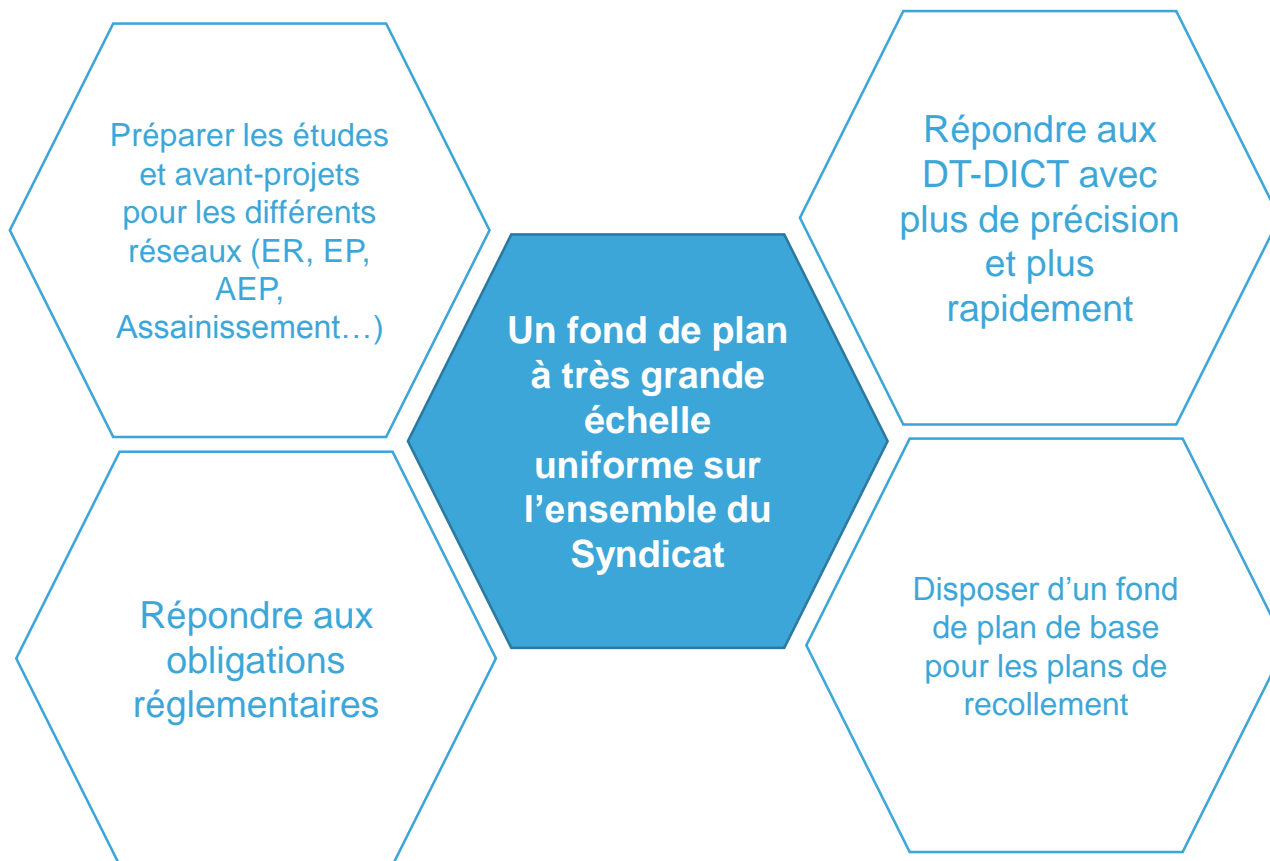 Préparer les études
et avant-projets
pour les différents
réseaux (ER, EP,
AEP,
Assainissement…)
Répondre aux
DT-DICT avec
plus de précision
et plus
rapidement
Un fond de plan
à très grande
échelle
uniforme sur
l’ensemble du
Syndicat
Répondre aux
obligations
réglementaires
Disposer d’un fond
de plan de base
pour les plans de
recollement